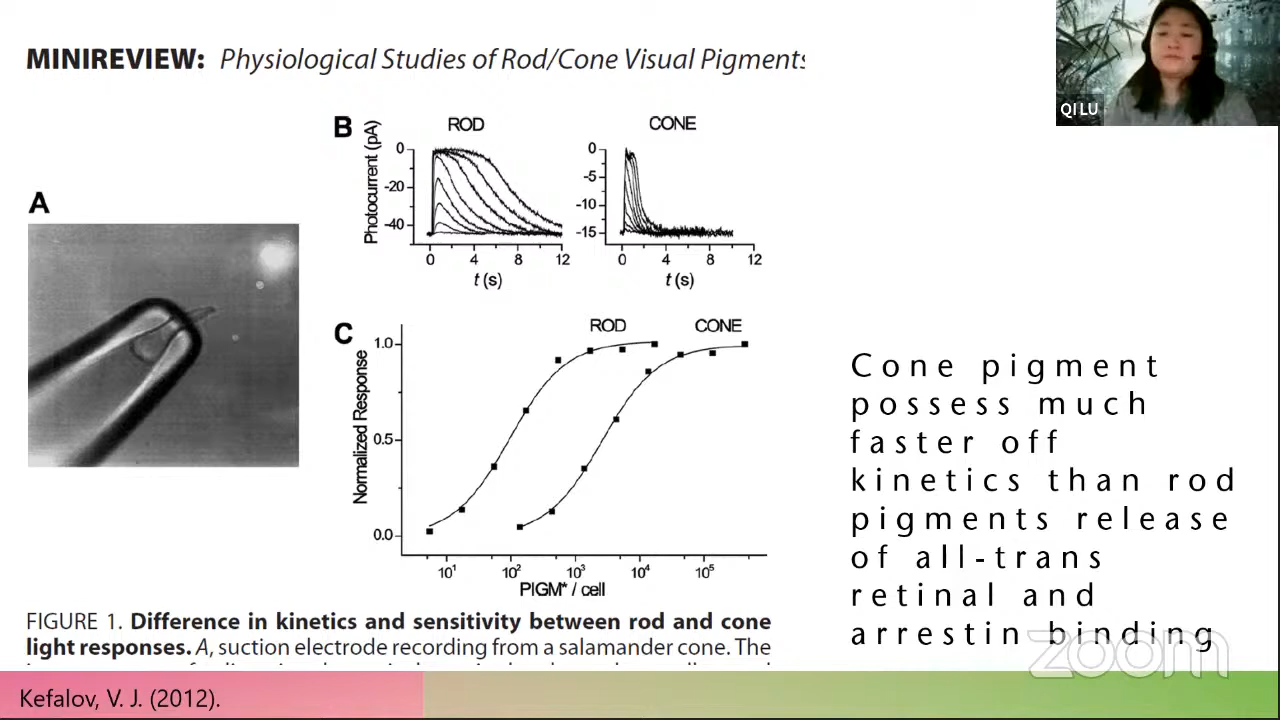 MINIREVIEW: Physiological Studies of Rod/Cone Visual Pigments
QI LU
A
B
ROD
CONE
Photocurrent (pA)
0
-20
-40
0
-5
-10
-15
0 4 8 12
0 4 8 12
t (s)
t (s)
C
ROD
CONE
Normalized Response
1.0
0.5
0.0
10¹ 10² 10³ 10⁴ 10⁵
PIGM* / cell
Cone pigment
possess much
faster off
kinetics than rod
pigments release
of all-trans
retinal and
arrestin binding
FIGURE 1. Difference in kinetics and sensitivity between rod and cone
light responses. A, suction electrode recording from a salamander cone. The
zoom
Kefalov, V. J. (2012).